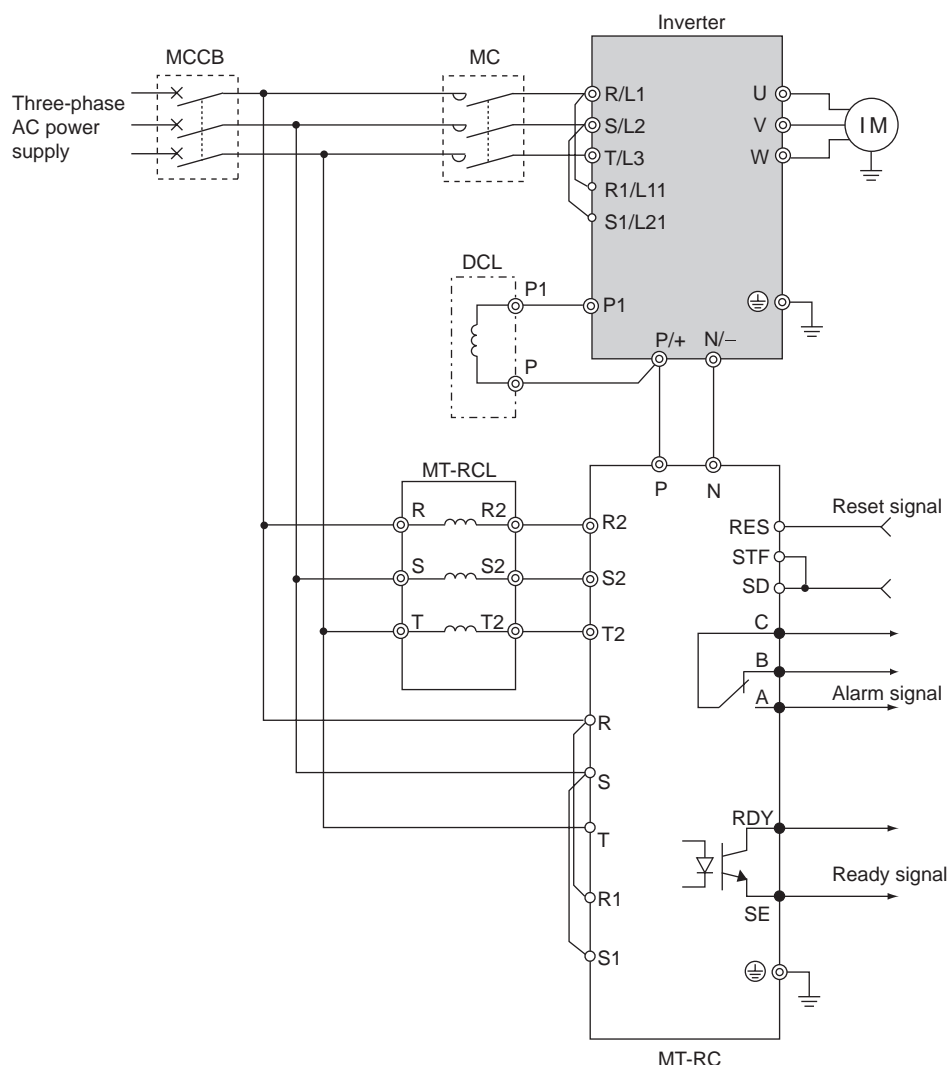 Inverter
MCCB
MC
Three-phase
AC power
supply
R/L1
S/L2
T/L3
R1/L11
S1/L21
U
V
W
IM
DCL
P1
P
P1
P/+
N/−
MT-RCL
R
R2
S
S2
T
T2
P
N
R2
S2
T2
R
S
T
R1
S1
RES
STF
SD
C
B
A
RDY
SE
Reset signal
Alarm signal
Ready signal
MT-RC